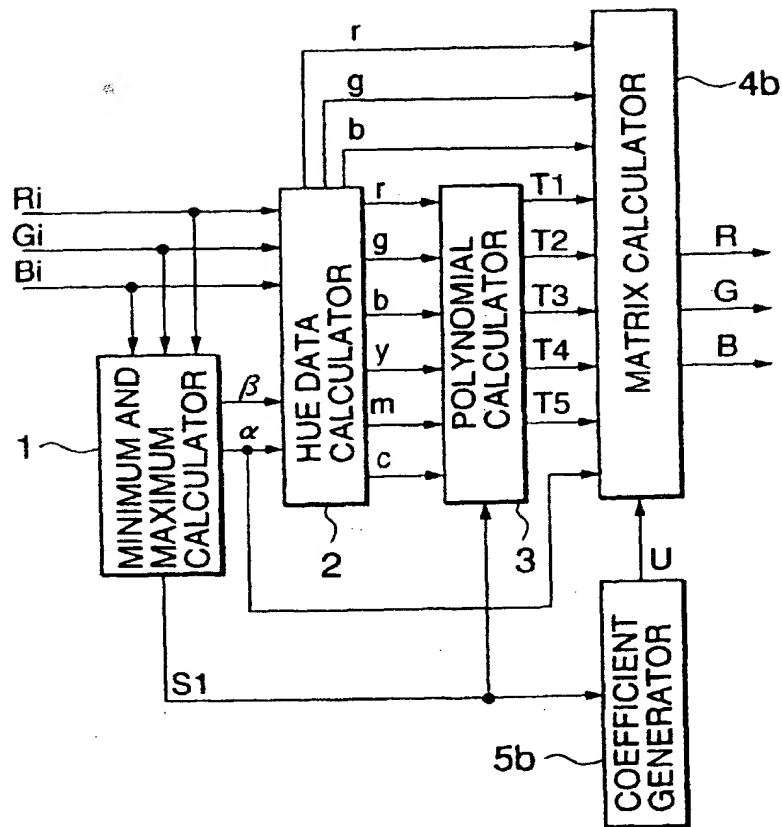 r
g
b
4b
Ri
Gi
Bi
r
g
b
y
m
c
T1
T2
T3
T4
T5
R
G
B
MATRIX CALCULATOR
POLYNOMIAL
CALCULATOR
HUE DATA
CALCULATOR
β
α
1
MINIMUM AND
MAXIMUM
CALCULATOR
2
3
U
S1
5b
COEFFICIENT
GENERATOR